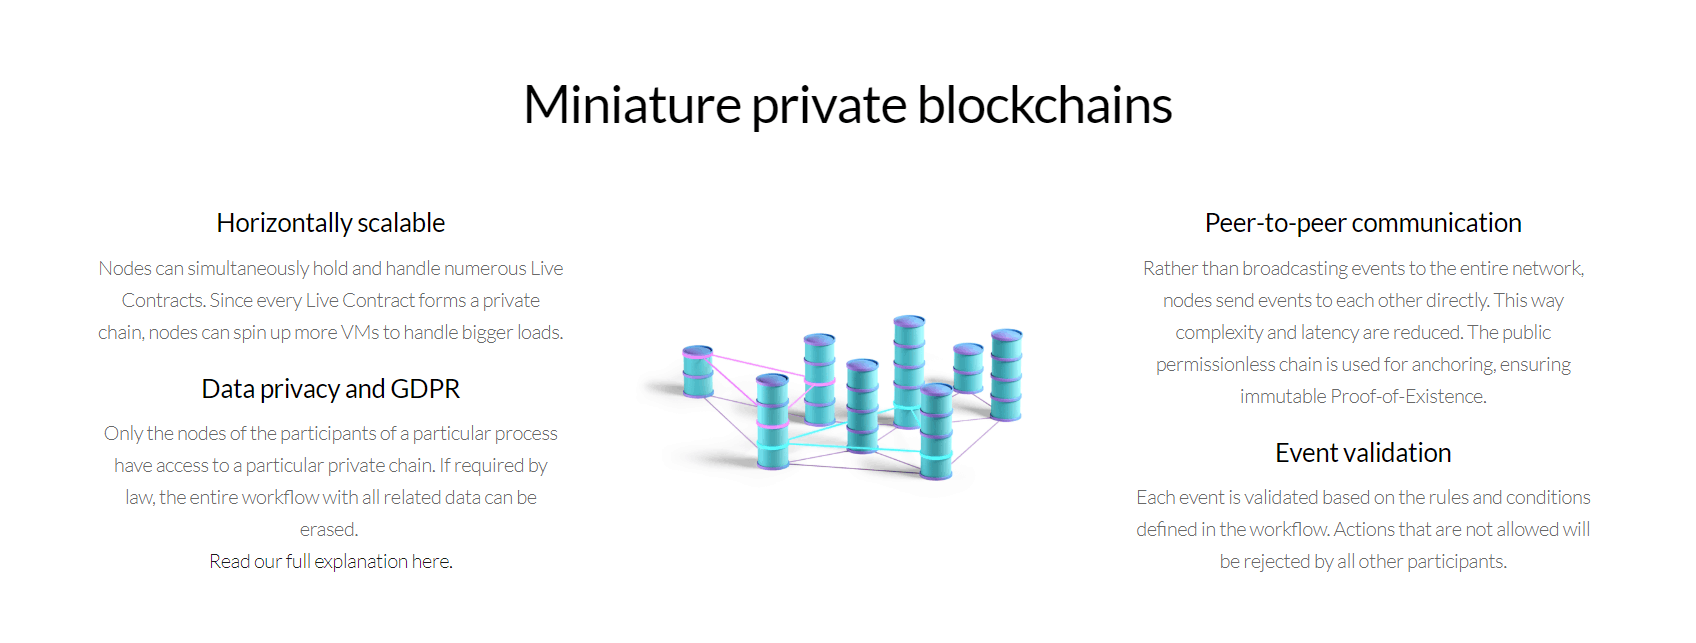 Miniature private blockchains
Horizontally scalable
Nodes can simultaneously hold and handle numerous Live
Contracts. Since every Live Contract forms a private
chain, nodes can spin up more VMs to handle bigger loads.
Data privacy and GDPR
Only the nodes of the participants of a particular process
have access to a particular private chain. If required by
law, the entire workflow with all related data can be
erased.
Read our full explanation here.
Peer-to-peer communication
Rather than broadcasting events to the entire network,
nodes send events to each other directly. This way
complexity and latency are reduced. The public
permissionless chain is used for anchoring, ensuring
immutable Proof-of-Existence.
Event validation
Each event is validated based on the rules and conditions
defined in the workflow. Actions that are not allowed will
be rejected by all other participants.